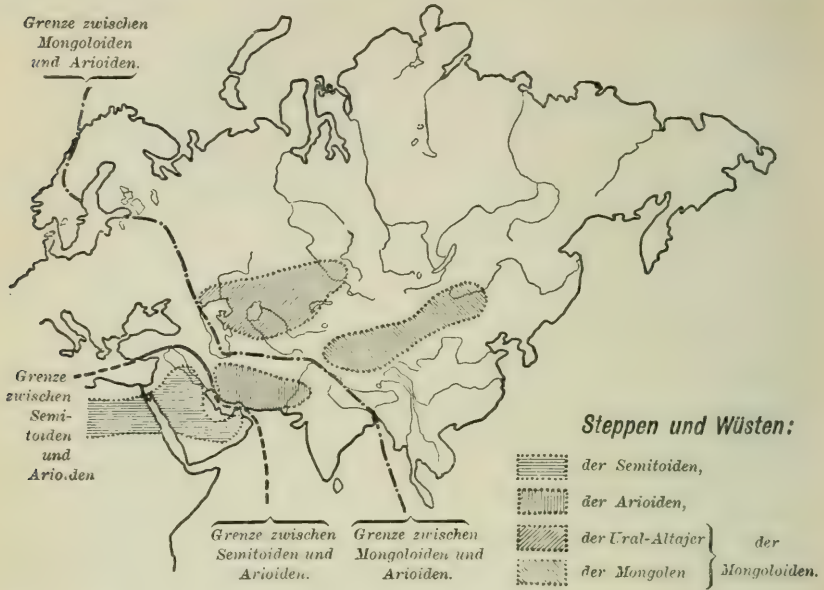 Grenze zwischen
Mongoloiden
und Arioiden.
Grenze
zwischen
Semi-
toiden
und
Arioiden
Grenze zwischen
Semitoiden und
Arioiden.
Grenze zwischen
Mongoloiden und
Arioiden.
Steppen und Wüsten:
der Semitoiden,
der Arioiden,
der Ural-Altajer
der Mongolen
der
Mongoloiden.